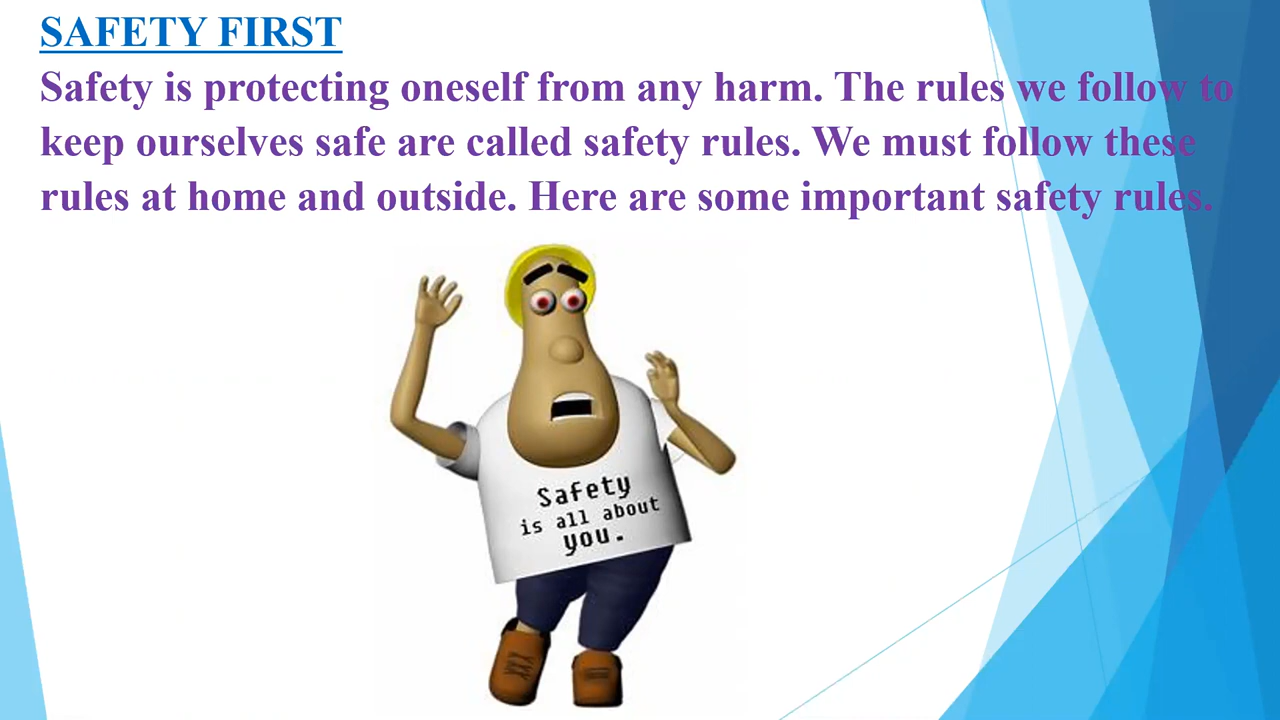 SAFETY FIRST
Safety is protecting oneself from any harm. The rules we follow to
keep ourselves safe are called safety rules. We must follow these
rules at home and outside. Here are some important safety rules.
Safety
is all about
you.